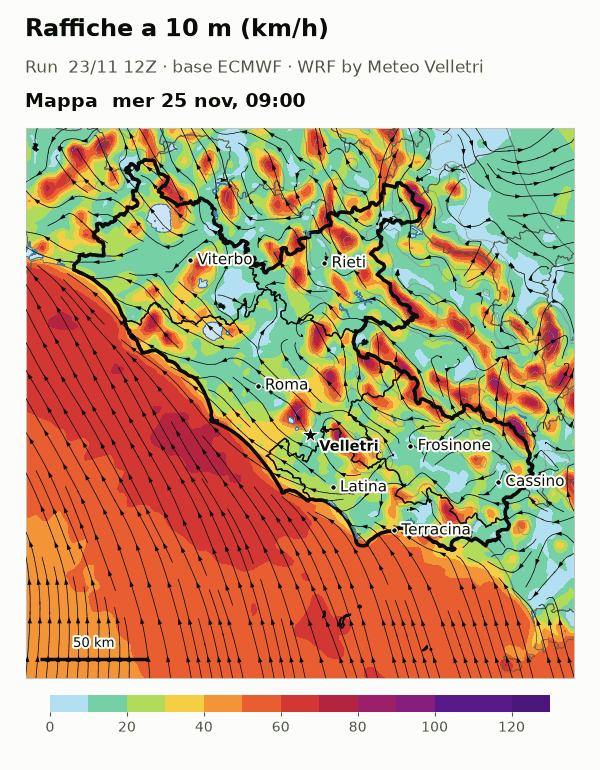 Raffiche a 10 m (km/h)
Run  23/11 12Z · base ECMWF · WRF by Meteo Velletri
Mappa  mer 25 nov, 09:00
Viterbo
Rieti
Roma
Velletri
Frosinone
Latina
Cassino
Terracina
50 km
0 20 40 60 80 100 120